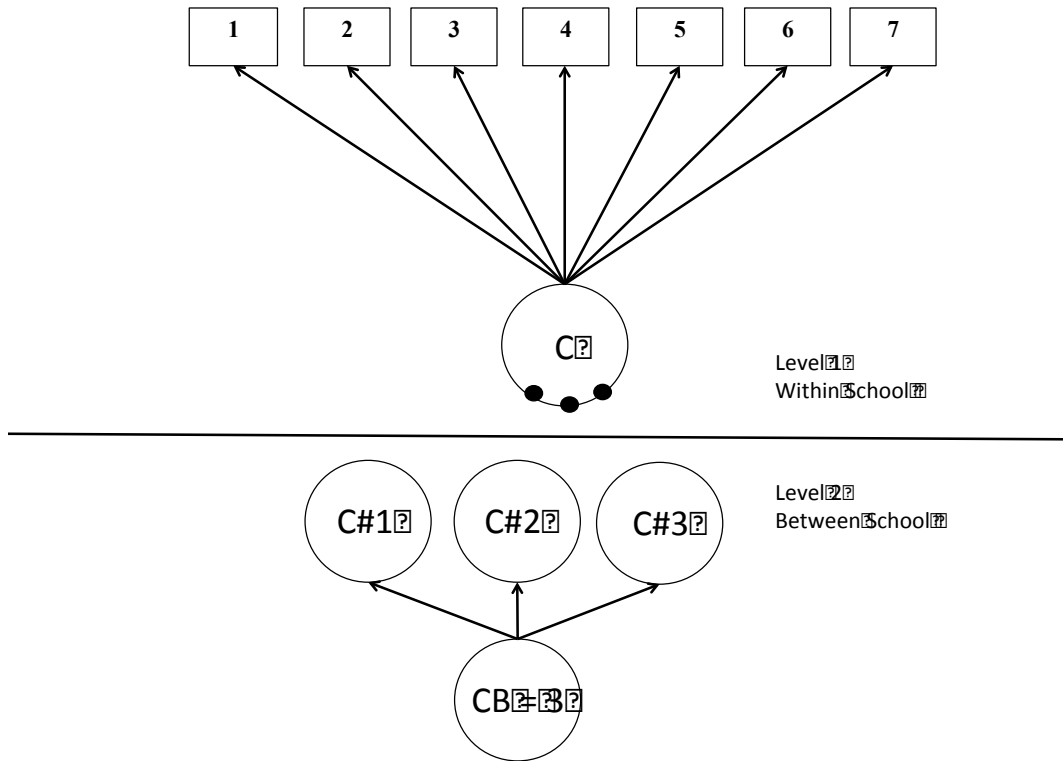 1 2 3 4 5 6 7
C
Level 1
Within School
C#1 C#2 C#3
Level 2
Between School
CB = 3